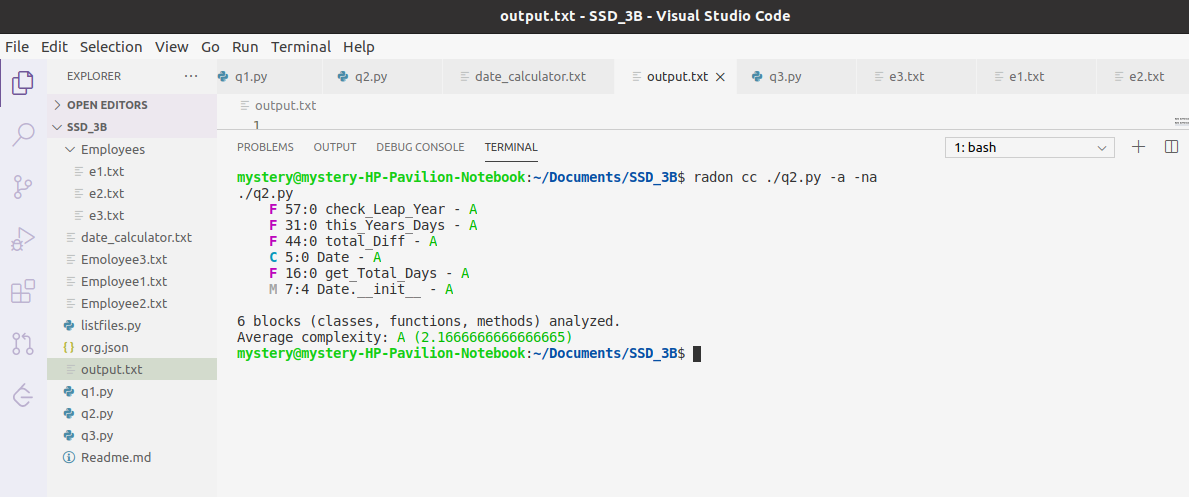 output.txt - SSD_3B - Visual Studio Code
File Edit Selection View Go Run Terminal Help
EXPLORER ···
q1.py q2.py date_calculator.txt output.txt q3.py e3.txt e1.txt e2.txt
OPEN EDITORS
SSD_3B
Employees
e1.txt
e2.txt
e3.txt
date_calculator.txt
Emoloyee3.txt
Employee1.txt
Employee2.txt
listfiles.py
{} org.json
output.txt
q1.py
q2.py
q3.py
Readme.md
output.txt
1
PROBLEMS OUTPUT DEBUG CONSOLE TERMINAL 1: bash
mystery@mystery-HP-Pavilion-Notebook:~/Documents/SSD_3B$ radon cc ./q2.py -a -na
./q2.py
F 57:0 check_Leap_Year - A
F 31:0 this_Years_Days - A
F 44:0 total_Diff - A
C 5:0 Date - A
F 16:0 get_Total_Days - A
M 7:4 Date.__init__ - A
6 blocks (classes, functions, methods) analyzed.
Average complexity: A (2.1666666666666665)
mystery@mystery-HP-Pavilion-Notebook:~/Documents/SSD_3B$